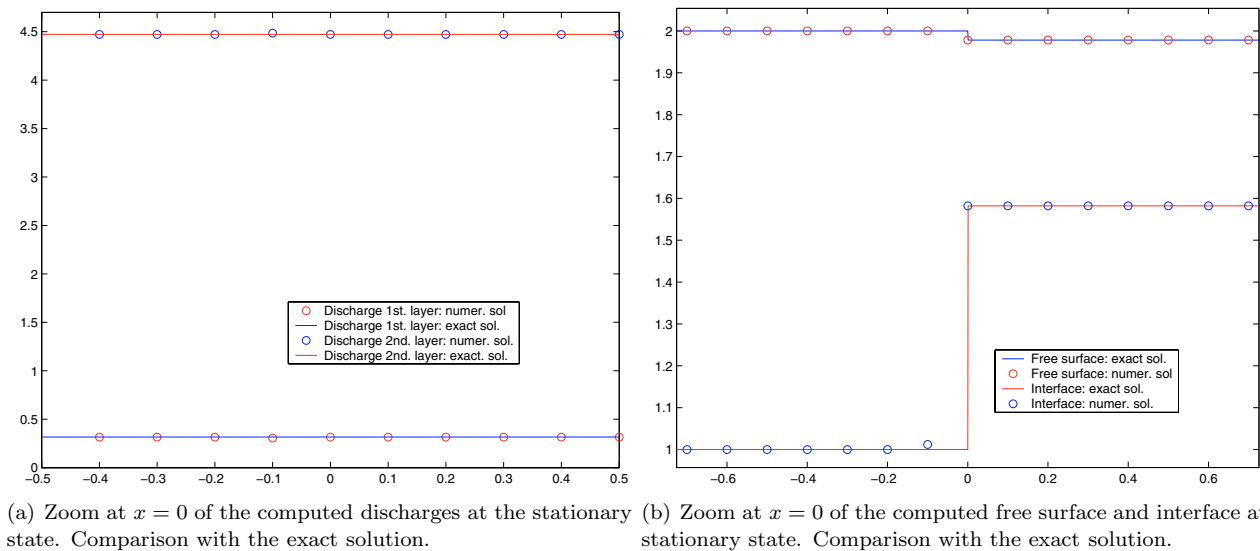 4.5
4
3.5
3
2.5
2
1.5
1
0.5
0
−0.5 −0.4 −0.3 −0.2 −0.1 0 0.1 0.2 0.3 0.4 0.5
Discharge 1st. layer: numer. sol
Discharge 1st. layer: exact sol.
Discharge 2nd. layer: numer. sol.
Discharge 2nd. layer: exact. sol.
2
1.9
1.8
1.7
1.6
1.5
1.4
1.3
1.2
1.1
1
−0.6 −0.4 −0.2 0 0.2 0.4 0.6
Free surface: exact sol.
Free surface: numer. sol
Interface: exact sol.
Interface: numer. sol.
(a) Zoom at x = 0 of the computed discharges at the stationary
state. Comparison with the exact solution.
(b) Zoom at x = 0 of the computed free surface and interface a
stationary state. Comparison with the exact solution.